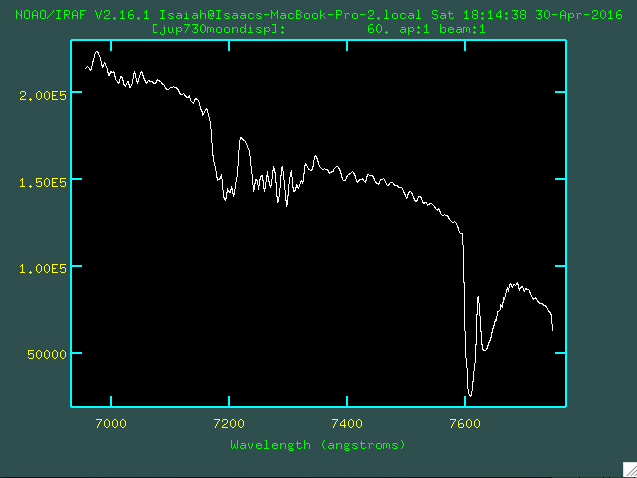 NOAO/IRAF V2.16.1 Isaiah@Isaacs-MacBook-Pro-2.local Sat 18:14:38 30-Apr-2016
[jup730moondisp]: 60. ap:1 beam:1
2.00E5
1.50E5
1.00E5
50000
7000 7200 7400 7600
Wavelength (angstroms)